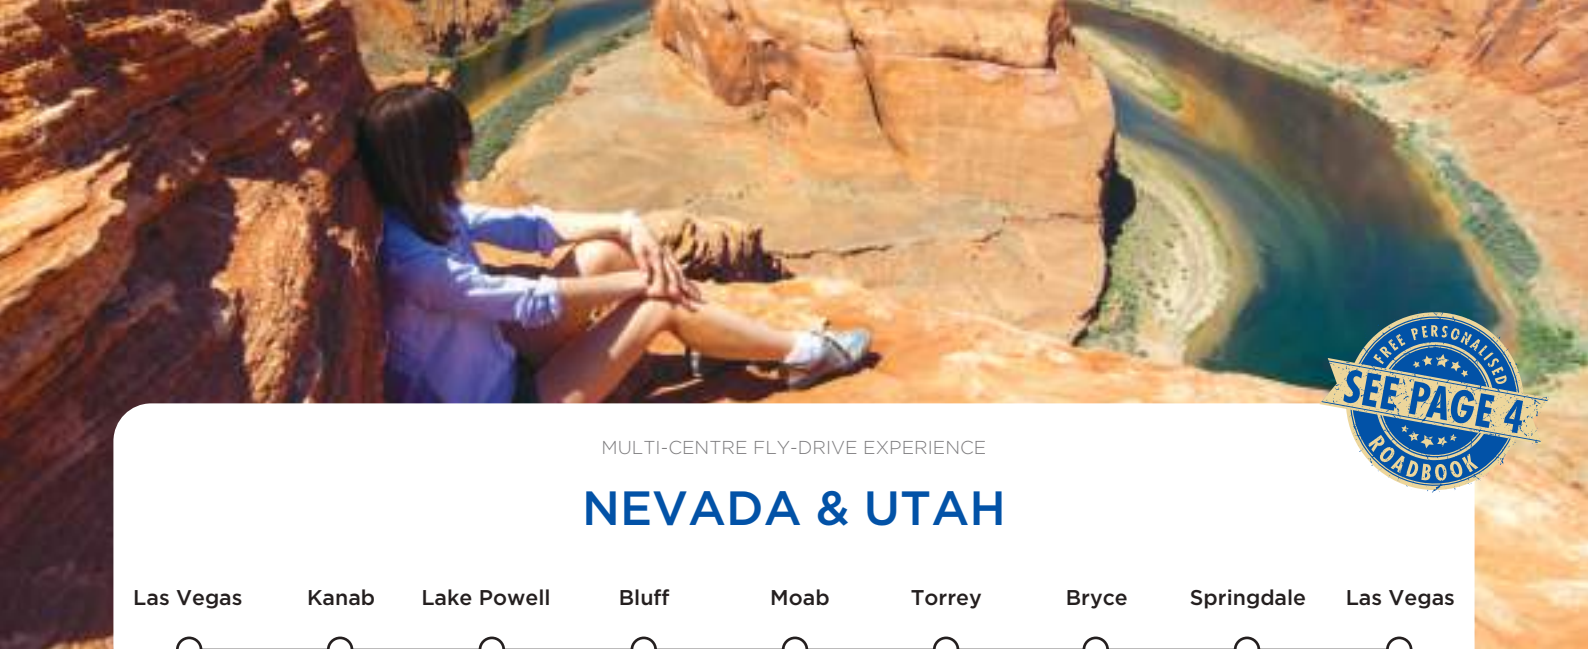 FREE PERSONALISED
SEE PAGE 4
ROADBOOK
MULTI-CENTRE FLY-DRIVE EXPERIENCE
NEVADA & UTAH
Las Vegas Kanab Lake Powell Bluff Moab Torrey Bryce Springdale Las Vegas